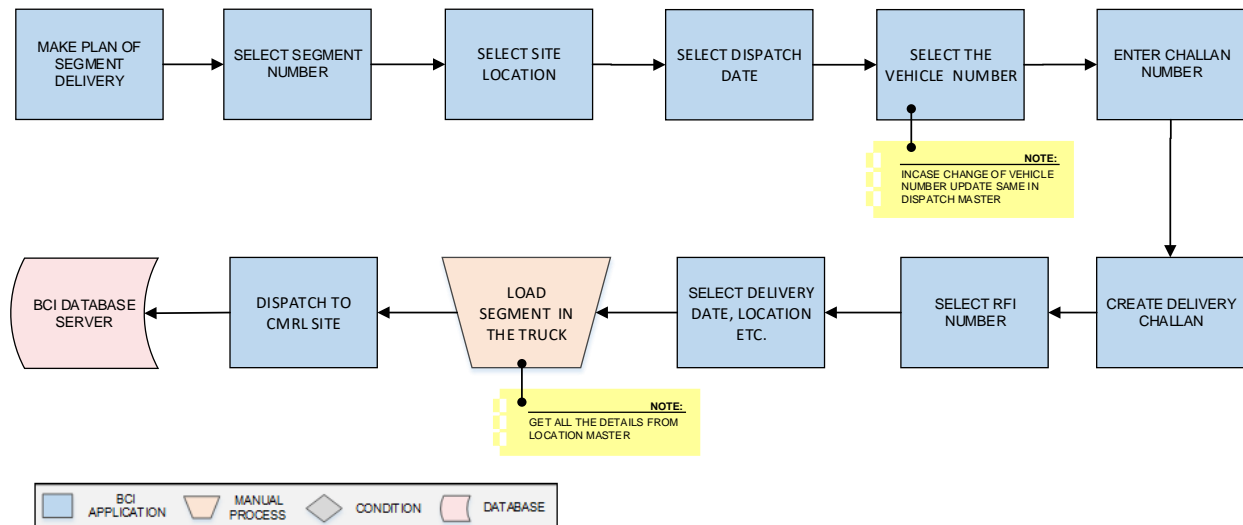 MAKE PLAN OF
SEGMENT
DELIVERY
SELECT SEGMENT
NUMBER
SELECT SITE
LOCATION
SELECT DISPATCH
DATE
SELECT THE
VEHICLE NUMBER
ENTER CHALLAN
NUMBER
NOTE:
INCASE CHANGE OF VEHICLE
NUMBER UPDATE SAME IN
DISPATCH MASTER
BCI DATABASE
SERVER
DISPATCH TO
CMRL SITE
LOAD
SEGMENT IN
THE TRUCK
SELECT DELIVERY
DATE, LOCATION
ETC.
SELECT RFI
NUMBER
CREATE DELIVERY
CHALLAN
NOTE:
GET ALL THE DETAILS FROM
LOCATION MASTER
BCI
APPLICATION
MANUAL
PROCESS
CONDITION
DATABASE